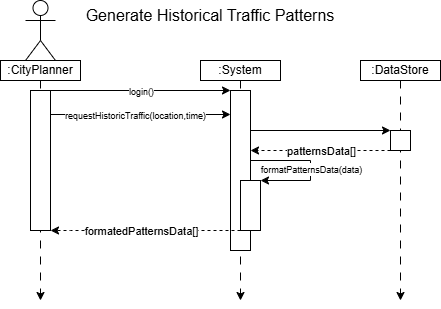 Generate Historical Traffic Patterns
:CityPlanner
:System
:DataStore
login()
requestHistoricTraffic(location,time)
patternsData[]
formatPatternsData(data)
formatedPatternsData[]